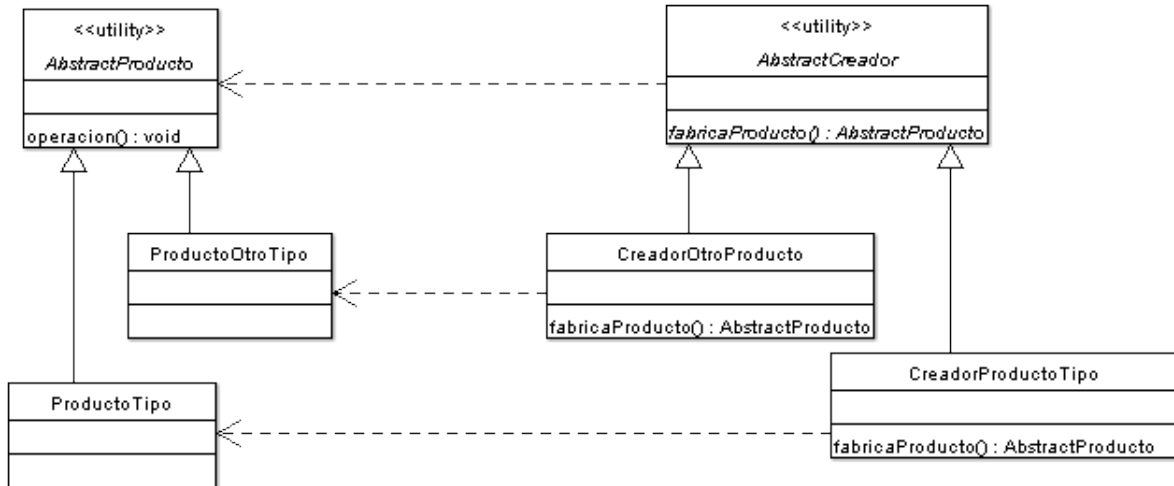 <<utility>>
AbstractProducto
operacion() : void
<<utility>>
AbstractCreador
fabricaProducto() : AbstractProducto
ProductoOtroTipo
CreadorOtroProducto
fabricaProducto() : AbstractProducto
ProductoTipo
CreadorProductoTipo
fabricaProducto() : AbstractProducto